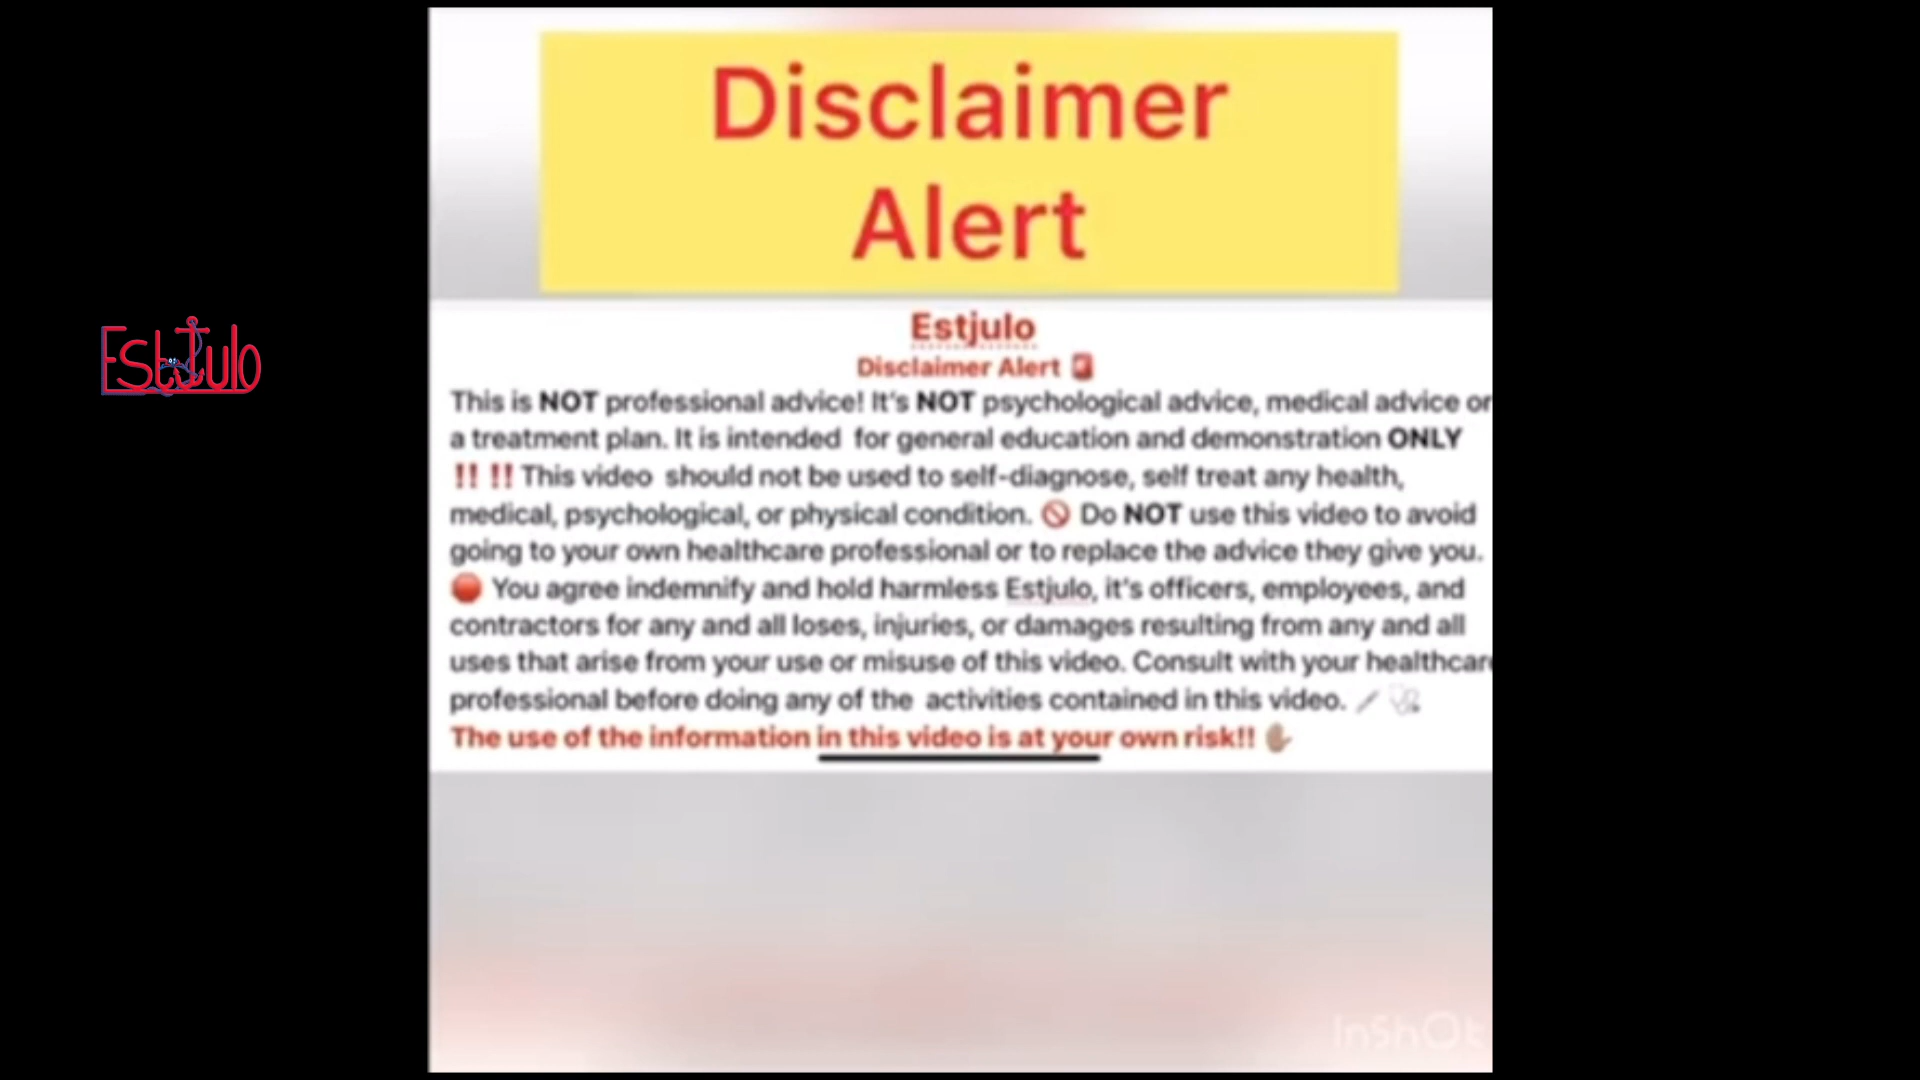 Disclaimer
Alert
Estjulo
Estjulo
Disclaimer Alert 🚨
This is NOT professional advice! It's NOT psychological advice, medical advice or
a treatment plan. It is intended for general education and demonstration ONLY
‼️ ‼️ This video should not be used to self-diagnose, self treat any health,
medical, psychological, or physical condition. 🚫 Do NOT use this video to avoid
going to your own healthcare professional or to replace the advice they give you.
🛑 You agree indemnify and hold harmless Estjulo, it's officers, employees, and
contractors for any and all loses, injuries, or damages resulting from any and all
uses that arise from your use or misuse of this video. Consult with your healthcare
professional before doing any of the activities contained in this video. 🩺
The use of the information in this video is at your own risk!! ✋🏽
InShOt